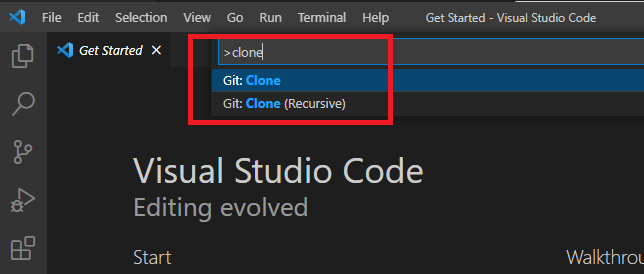 File Edit Selection View Go Run Terminal Help Get Started - Visual Studio Code
Get Started
>clone
Git: Clone
Git: Clone (Recursive)
Visual Studio Code
Editing evolved
Start